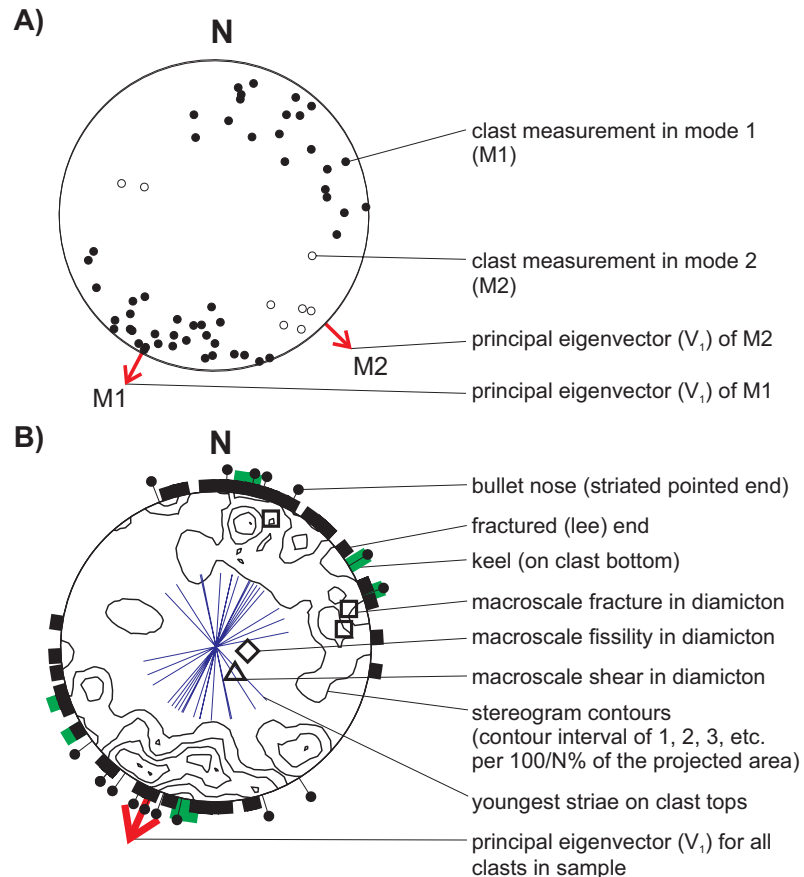 A)
N
clast measurement in mode 1
(M1)
clast measurement in mode 2
(M2)
principal eigenvector (V₁) of M2
M2
principal eigenvector (V₁) of M1
M1
B)
N
bullet nose (striated pointed end)
fractured (lee) end
keel (on clast bottom)
macroscale fracture in diamicton
macroscale fissility in diamicton
macroscale shear in diamicton
stereogram contours
(contour interval of 1, 2, 3, etc.
per 100/N% of the projected area)
youngest striae on clast tops
principal eigenvector (V₁) for all
clasts in sample